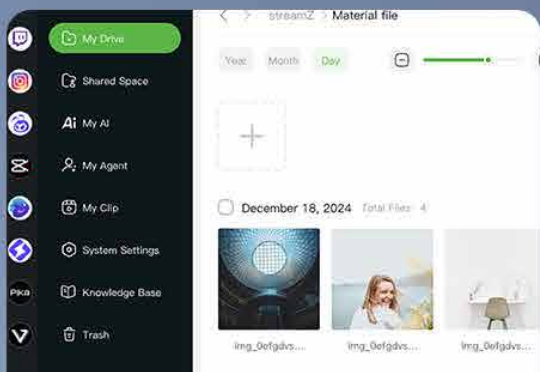 My Drive
Shared Space
Ai My AI
My Agent
My Clip
System Settings
Pika
Knowledge Base
Trash
< > streamZ > Material file
Year Month Day
December 18, 2024 Total Files 4
img_0efgdvs... img_0efgdvs... img_0efgdvs...